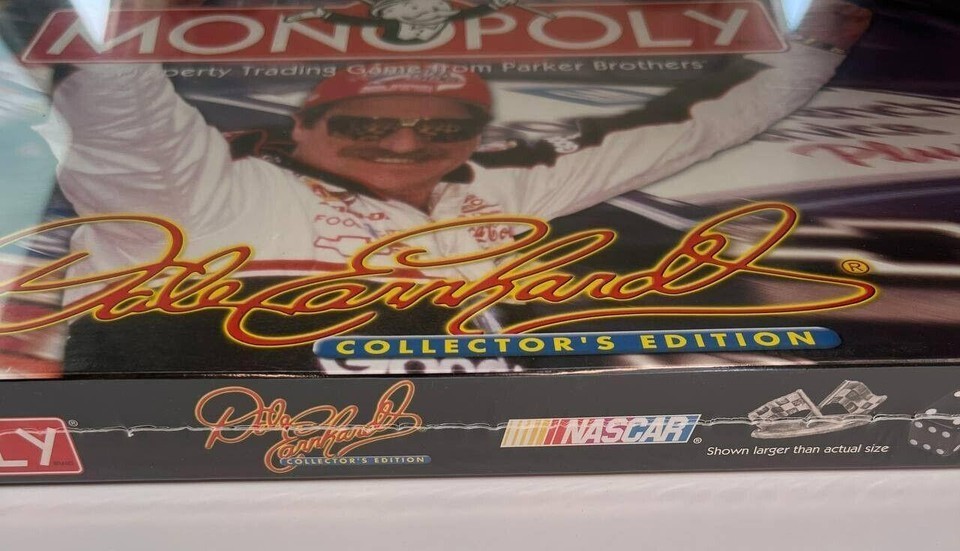 MONOPOLY
Property Trading Game from Parker Brothers
Dale Earnhardt®
COLLECTOR'S EDITION
LY®
Dale
Earnhardt
COLLECTOR'S EDITION
NASCAR®
Shown larger than actual size